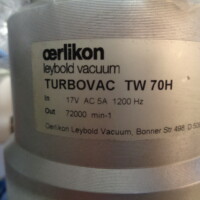 œrlikon
leybold vacuum
TURBOVAC TW 70H
In 17V AC 5A 1200 Hz
Out 72000 min-1
Oerlikon Leybold Vacuum, Bonner Str 498, D